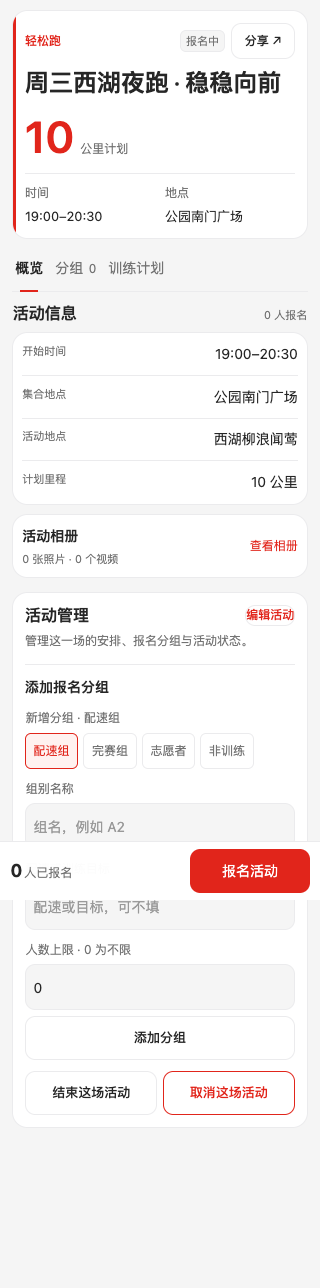 轻松跑
报名中
分享 ↗
周三西湖夜跑 · 稳稳向前
10 公里计划
时间 地点
19:00–20:30 公园南门广场
概览 分组 0 训练计划
活动信息 0 人报名
开始时间 19:00–20:30
集合地点 公园南门广场
活动地点 西湖柳浪闻莺
计划里程 10 公里
活动相册
0 张照片 · 0 个视频
查看相册
活动管理 编辑活动
管理这一场的安排、报名分组与活动状态。
添加报名分组
新增分组 · 配速组
配速组 完赛组 志愿者 非训练
组别名称
组名，例如 A2
0 人已报名 报名活动
配速或目标，可不填
人数上限 · 0 为不限
0
添加分组
结束这场活动 取消这场活动